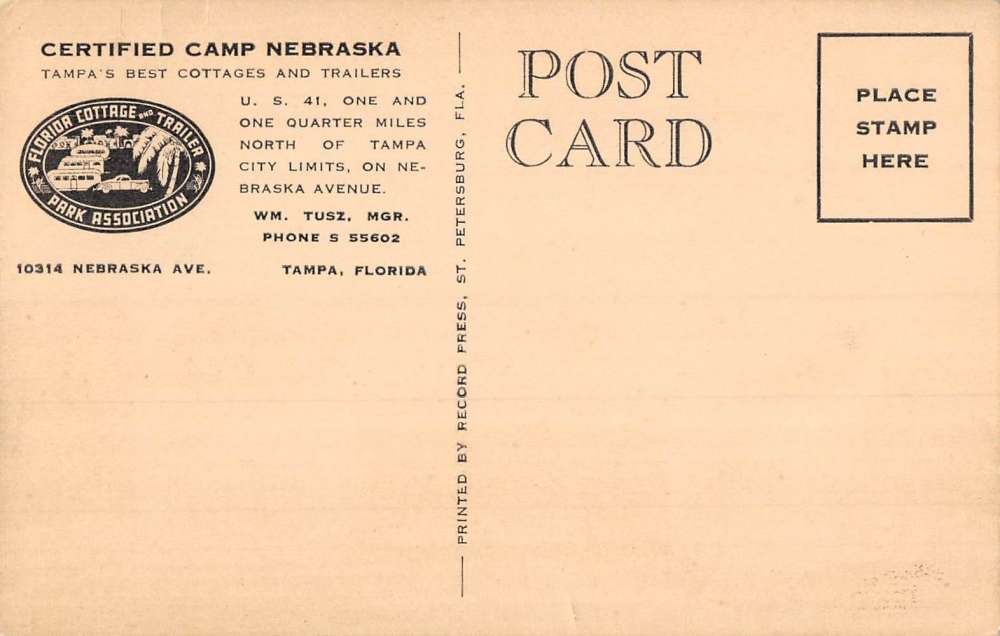 CERTIFIED CAMP NEBRASKA
TAMPA'S BEST COTTAGES AND TRAILERS
FLORIDA COTTAGE AND TRAILER
PARK ASSOCIATION
U. S. 41, ONE AND
ONE QUARTER MILES
NORTH OF TAMPA
CITY LIMITS, ON NE-
BRASKA AVENUE.
WM. TUSZ, MGR.
PHONE S 55602
10314 NEBRASKA AVE. TAMPA, FLORIDA
PRINTED BY RECORD PRESS, ST. PETERSBURG, FLA.
POST
CARD
PLACE
STAMP
HERE